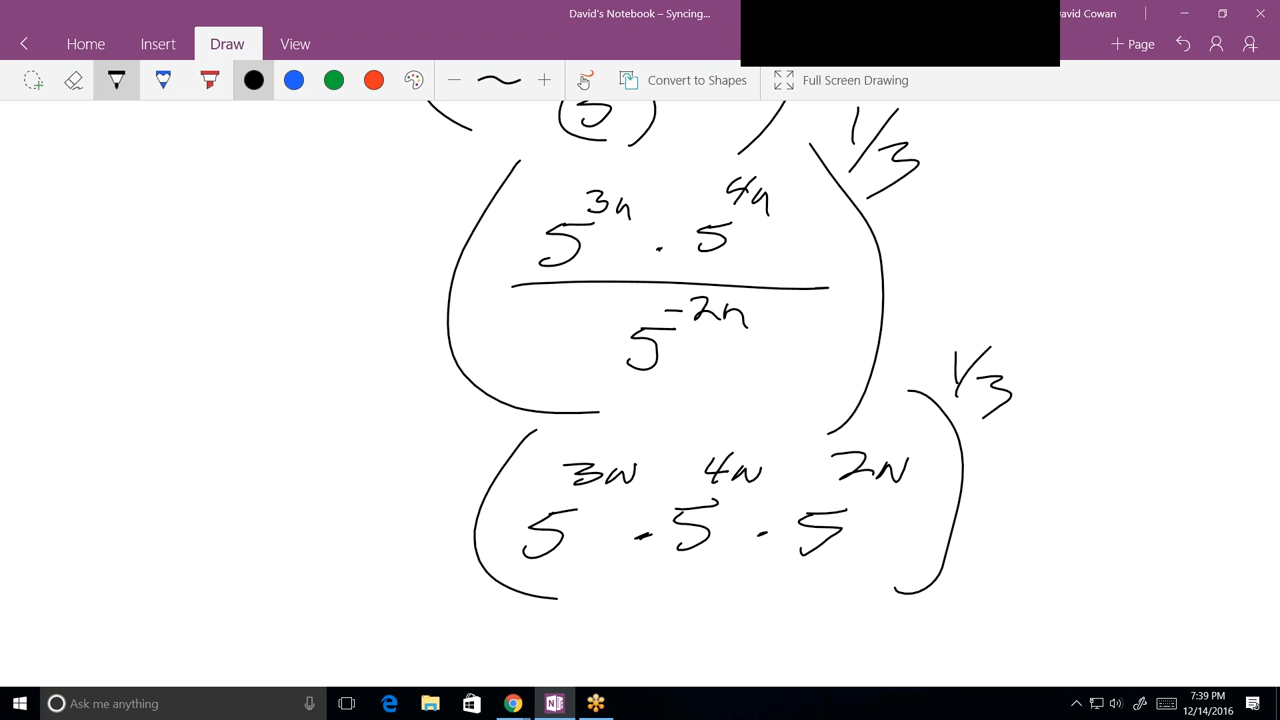 David's Notebook – Syncing...
avid Cowan
Home Insert Draw View
Page
Convert to Shapes Full Screen Drawing
(5)
1/3
3n 4n
5 · 5
-2n
5
1/3
3n 4n 2n
5 · 5 · 5
Ask me anything
7:39 PM
12/14/2016